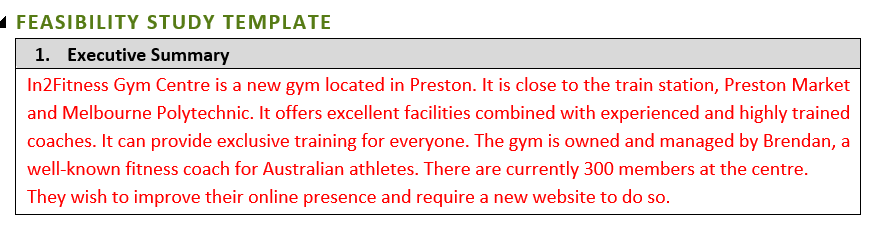 FEASIBILITY STUDY TEMPLATE
1. Executive Summary
In2Fitness Gym Centre is a new gym located in Preston. It is close to the train station, Preston Market
and Melbourne Polytechnic. It offers excellent facilities combined with experienced and highly trained
coaches. It can provide exclusive training for everyone. The gym is owned and managed by Brendan, a
well-known fitness coach for Australian athletes. There are currently 300 members at the centre.
They wish to improve their online presence and require a new website to do so.